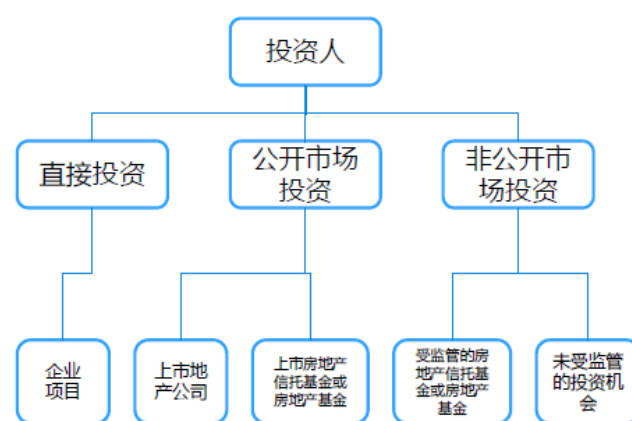 投资人
直接投资
公开市场
投资
非公开市
场投资
企业
项目
上市地
产公司
上市房地产
信托基金或
房地产基金
受监管的房
地产信托基
金或房地产
基金
未受监管
的投资机
会